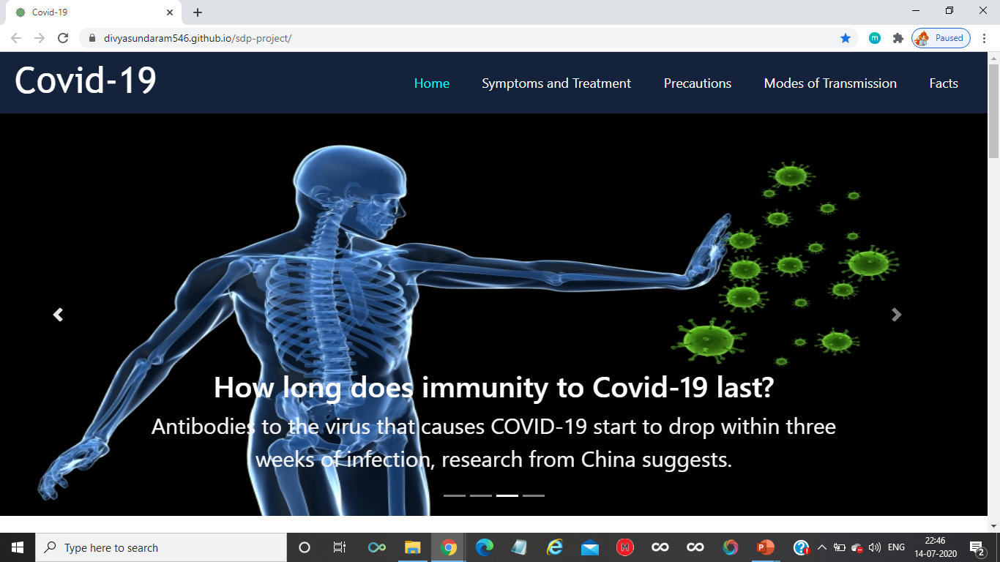 Covid-19
divyasundaram546.github.io/sdp-project/
Paused
Covid-19
Home Symptoms and Treatment Precautions Modes of Transmission Facts
How long does immunity to Covid-19 last?
Antibodies to the virus that causes COVID-19 start to drop within three
weeks of infection, research from China suggests.
Type here to search
ENG
22:46
14-07-2020
2